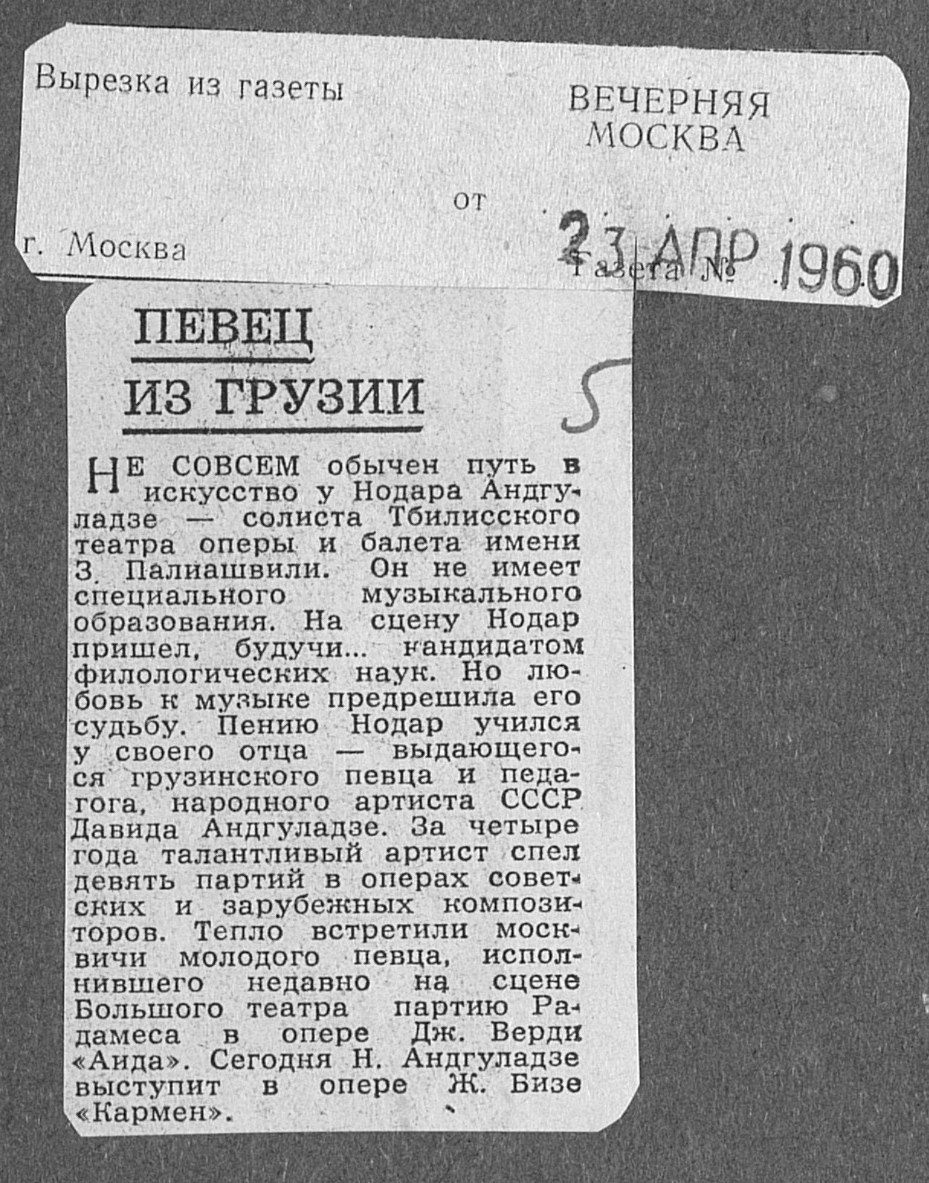 Вырезка из газеты
ВЕЧЕРНЯЯ
МОСКВА
от
23 АПР 1960
г. Москва
Газета №
ПЕВЕЦ
ИЗ ГРУЗИИ
5
НЕ СОВСЕМ обычен путь в
искусство у Нодара Андгу-
ладзе — солиста Тбилисского
театра оперы и балета имени
З. Палиашвили. Он не имеет
специального музыкального
образования. На сцену Нодар
пришел, будучи... кандидатом
филологических наук. Но лю-
бовь к музыке предрешила его
судьбу. Пению Нодар учился
у своего отца — выдающего-
ся грузинского певца и педа-
гога, народного артиста СССР
Давида Андгуладзе. За четыре
года талантливый артист спел
девять партий в операх совет-
ских и зарубежных компози-
торов. Тепло встретили моск-
вичи молодого певца, испол-
нившего недавно на сцене
Большого театра партию Ра-
дамеса в опере Дж. Верди
«Аида». Сегодня Н. Андгуладзе
выступит в опере Ж. Бизе
«Кармен».